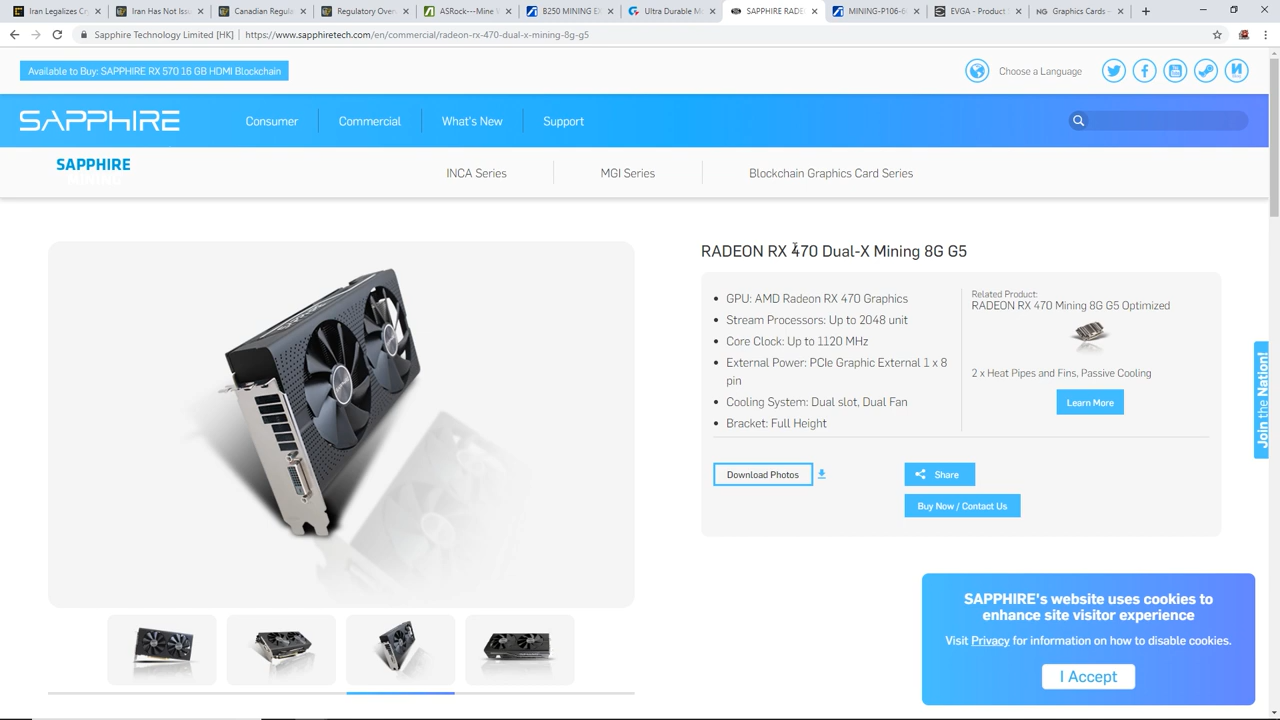 Iran Legalizes Cr
Iran Has Not Issu
Canadian Regula
Regulatory Over
ASRock---Mine
B250 MINING E
Ultra Durable M
SAPPHIRE RADE
MINING-P106-6
EVGA - Product
NG Graphics Cards –
Sapphire Technology Limited [HK] | https://www.sapphiretech.com/en/commercial/radeon-rx-470-dual-x-mining-8g-g5
Available to Buy: SAPPHIRE RX 570 16 GB HDMI Blockchain
Choose a Language
SAPPHIRE
Consumer
Commercial
What's New
Support
SAPPHIRE
MINING
INCA Series
MGI Series
Blockchain Graphics Card Series
RADEON RX 470 Dual-X Mining 8G G5
GPU: AMD Radeon RX 470 Graphics
Stream Processors: Up to 2048 unit
Core Clock: Up to 1120 MHz
External Power: PCIe Graphic External 1 x 8
pin
Cooling System: Dual slot, Dual Fan
Bracket: Full Height
Related Product:
RADEON RX 470 Mining 8G G5 Optimized
2 x Heat Pipes and Fins, Passive Cooling
Learn More
Download Photos
Share
Buy Now / Contact Us
Join the Nation!
SAPPHIRE's website uses cookies to
enhance site visitor experience
Visit Privacy for information on how to disable cookies.
I Accept